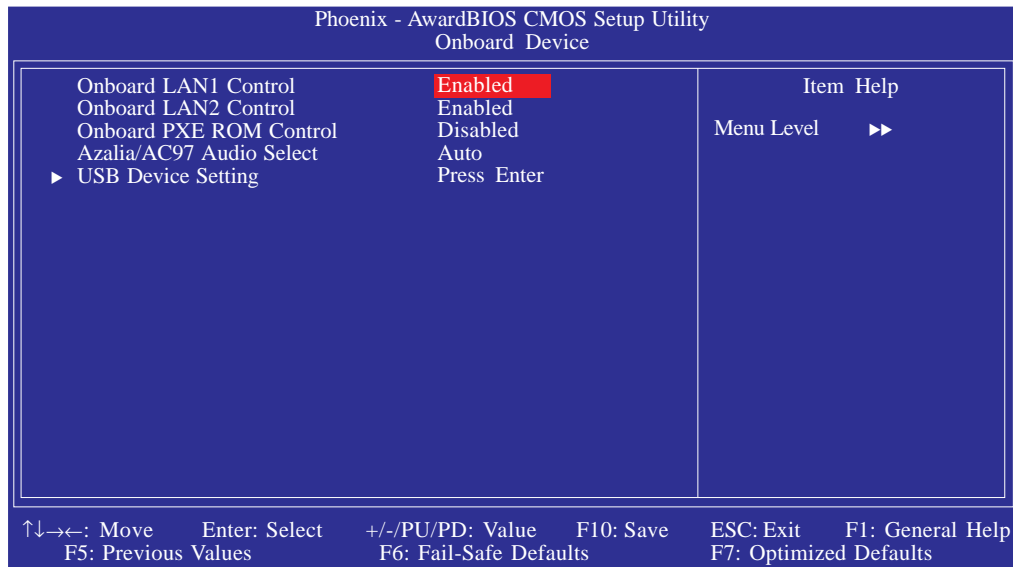 Phoenix - AwardBIOS CMOS Setup Utility
Onboard Device
Onboard LAN1 Control Enabled
Onboard LAN2 Control Enabled
Onboard PXE ROM Control Disabled
Azalia/AC97 Audio Select Auto
▶ USB Device Setting Press Enter
Item Help
Menu Level ▶▶
↑↓→←: Move Enter: Select +/-/PU/PD: Value F10: Save ESC: Exit F1: General Help
F5: Previous Values F6: Fail-Safe Defaults F7: Optimized Defaults